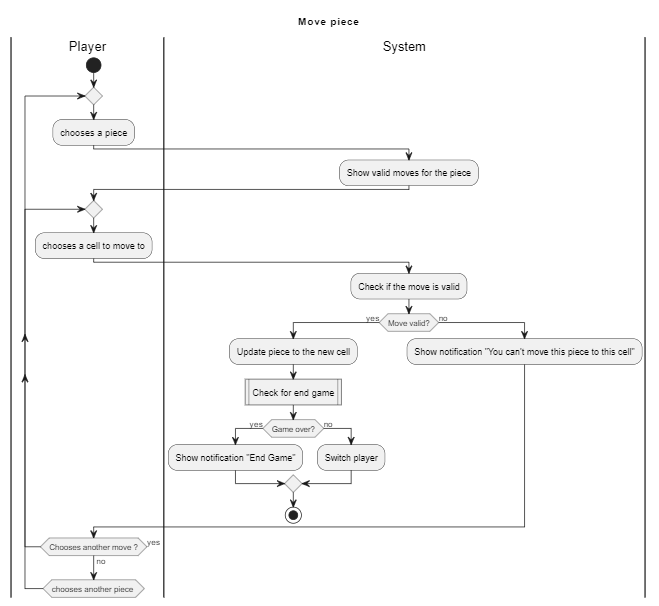 Move piece
Player
System
chooses a piece
Show valid moves for the piece
chooses a cell to move to
Check if the move is valid
yes
Move valid?
no
Update piece to the new cell
Show notification "You can't move this piece to this cell"
Check for end game
yes
Game over?
no
Show notification "End Game"
Switch player
Chooses another move ?
yes
no
chooses another piece